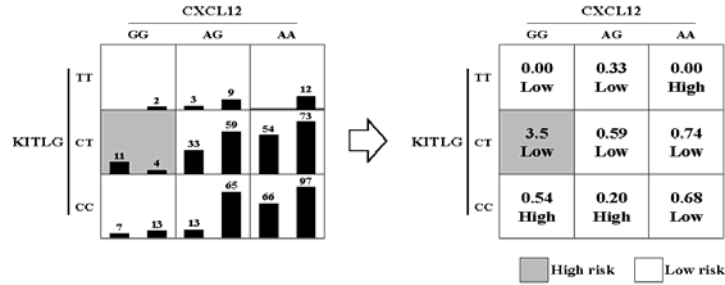 CXCL12 CXCL12
GG AG AA GG AG AA
TT 2 3 9 12 TT 0.00 0.33 0.00
Low Low High
KITLG CT 11 4 33 59 54 73 KITLG CT 3.5 0.59 0.74
Low Low Low
CC 7 13 13 65 66 97 CC 0.54 0.20 0.68
High High Low
High risk Low risk